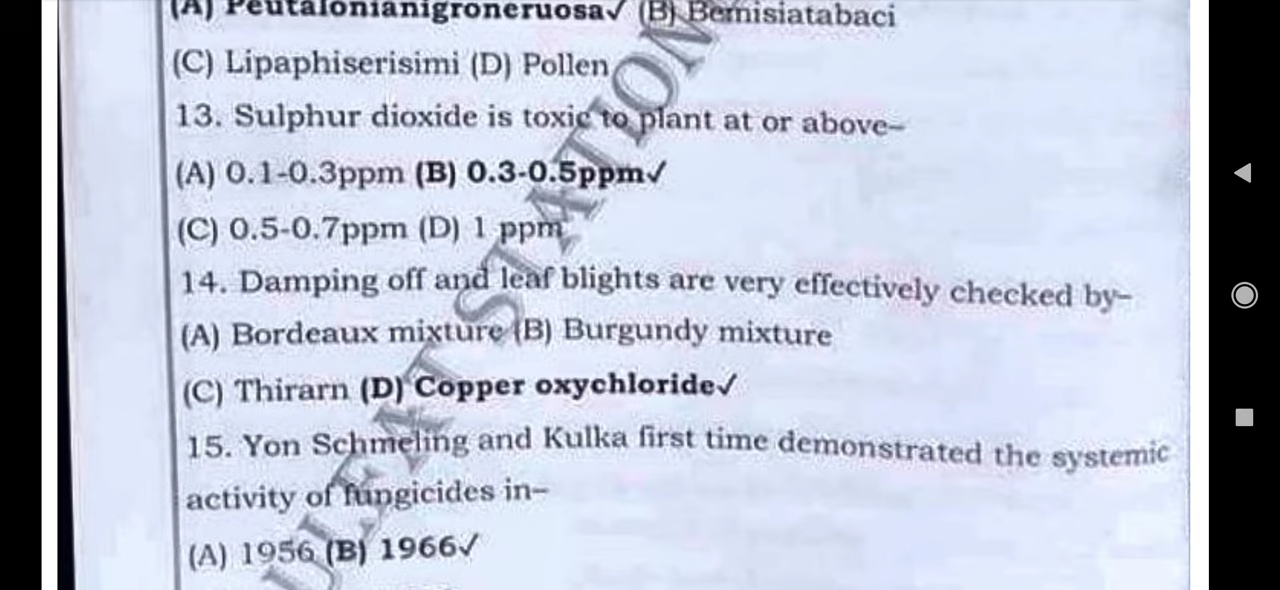 (A) Peutalonianigroneruosa✓ (B) Bemisiatabaci
(C) Lipaphiserisimi (D) Pollen
13. Sulphur dioxide is toxic to plant at or above–
(A) 0.1-0.3ppm (B) 0.3-0.5ppm✓
(C) 0.5-0.7ppm (D) 1 ppm
14. Damping off and leaf blights are very effectively checked by–
(A) Bordeaux mixture (B) Burgundy mixture
(C) Thirarn (D) Copper oxychloride✓
15. Yon Schmeling and Kulka first time demonstrated the systemic
activity of fungicides in–
(A) 1956 (B) 1966✓